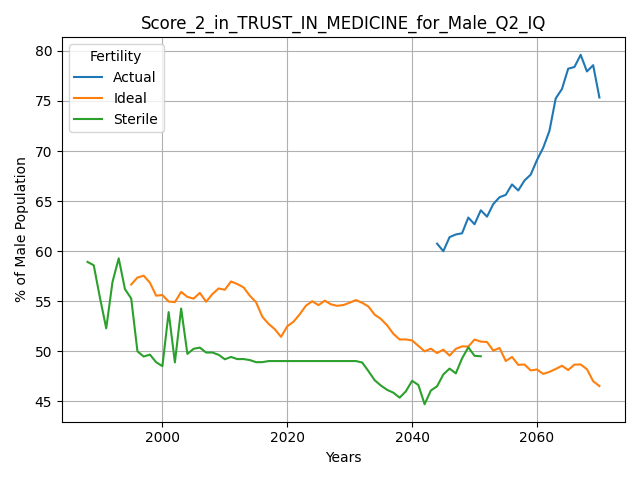 Score_2_in_TRUST_IN_MEDICINE_for_Male_Q2_IQ
Fertility
Actual
Ideal
Sterile
% of Male Population
80
75
70
65
60
55
50
45
2000 2020 2040 2060
Years